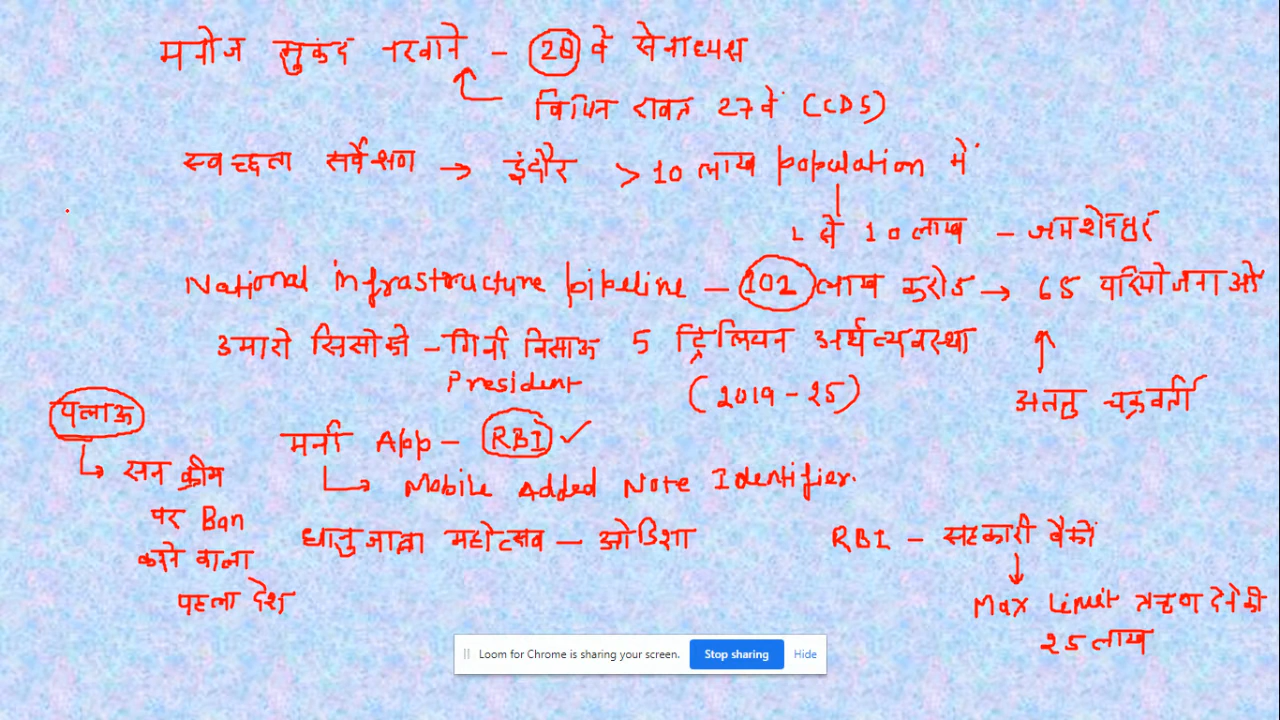 मनोज मुकुंद नरवाने - 28 वे सेनाध्यक्ष
विपिन रावत 27 वे (CDS)
स्वच्छता सर्वेक्षण → इंदौर > 10 लाख population में
1 से 10 लाख - जमशेदपुर
National infrastructure pipeline - 102 लाख करोड → 65 परियोजनाओ
उमारो सिसोको - गिनी बिसाऊ 5 ट्रिलियन अर्थव्यवस्था
President (2019-25) अतनु चक्रवर्ती
पलाऊ
मनी App - RBI ✓
सन क्रीम
Mobile Added Note Identifier.
पर Ban
धानुजात्रा महोत्सव - ओडिशा
RBI - सहकारी बैंको
करने वाला
पहला देश
Max limit ऋण देने की
25 लाख
Loom for Chrome is sharing your screen. Stop sharing Hide